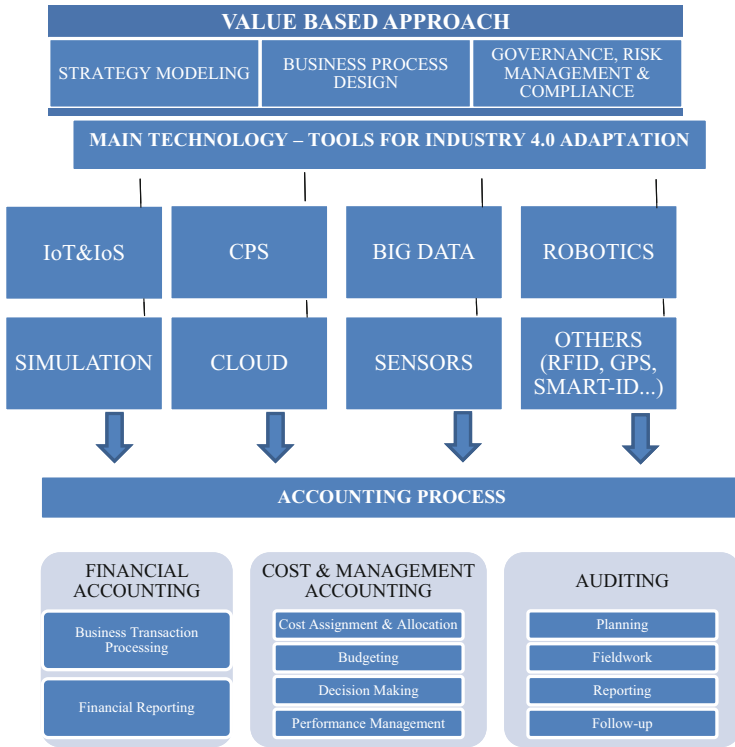 VALUE BASED APPROACH
STRATEGY MODELING
BUSINESS PROCESS
DESIGN
GOVERNANCE, RISK
MANAGEMENT &
COMPLIANCE
MAIN TECHNOLOGY – TOOLS FOR INDUSTRY 4.0 ADAPTATION
IoT&IoS
CPS
BIG DATA
ROBOTICS
SIMULATION
CLOUD
SENSORS
OTHERS
(RFID, GPS,
SMART-ID...)
ACCOUNTING PROCESS
FINANCIAL
ACCOUNTING
Business Transaction
Processing
Financial Reporting
COST & MANAGEMENT
ACCOUNTING
Cost Assignment & Allocation
Budgeting
Decision Making
Performance Management
AUDITING
Planning
Fieldwork
Reporting
Follow-up